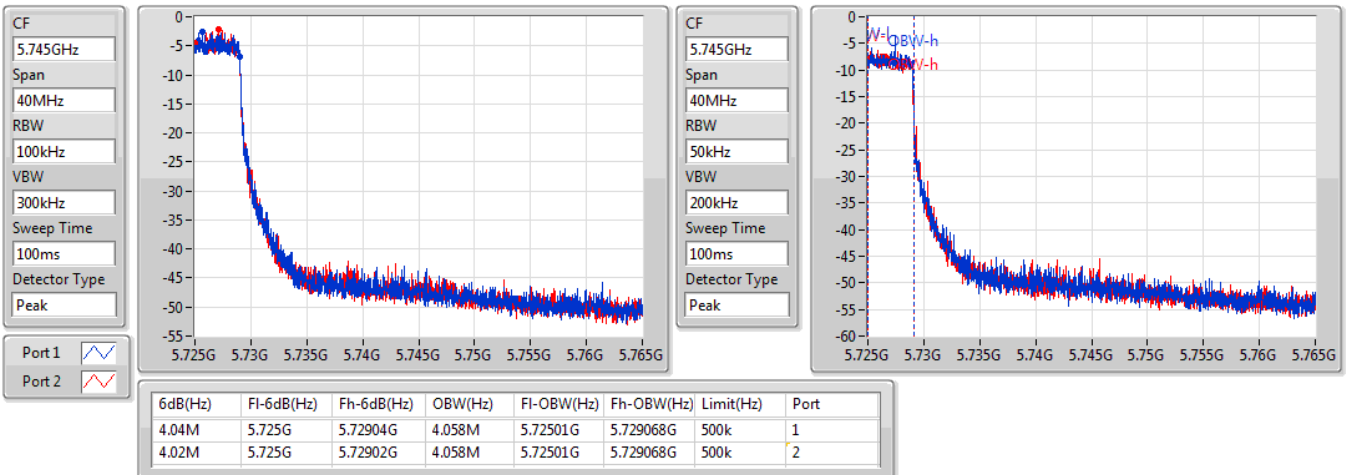 CF
5.745GHz
Span
40MHz
RBW
100kHz
VBW
300kHz
Sweep Time
100ms
Detector Type
Peak
Port 1
Port 2
0
-5
-10
-15
-20
-25
-30
-35
-40
-45
-50
-55
5.725G 5.73G 5.735G 5.74G 5.745G 5.75G 5.755G 5.76G 5.765G
CF
5.745GHz
Span
40MHz
RBW
50kHz
VBW
200kHz
Sweep Time
100ms
Detector Type
Peak
0
-5
-10
-15
-20
-25
-30
-35
-40
-45
-50
-55
-60
OBW-h
OBW-h
5.725G 5.73G 5.735G 5.74G 5.745G 5.75G 5.755G 5.76G 5.765G
6dB(Hz) Fl-6dB(Hz) Fh-6dB(Hz) OBW(Hz) Fl-OBW(Hz) Fh-OBW(Hz) Limit(Hz) Port
4.04M 5.725G 5.72904G 4.058M 5.72501G 5.729068G 500k 1
4.02M 5.725G 5.72902G 4.058M 5.72501G 5.729068G 500k 2